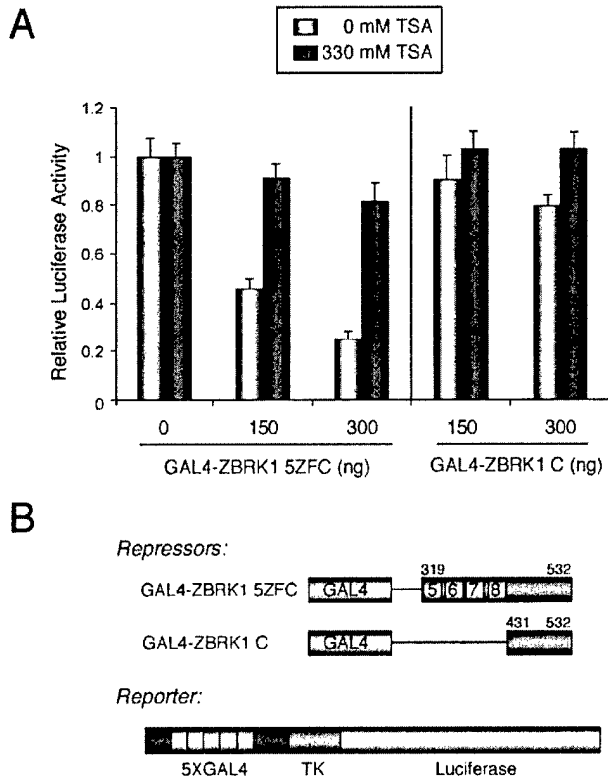 A
0 mM TSA
330 mM TSA
Relative Luciferase Activity
1.2
1
0.8
0.6
0.4
0.2
0
0 150 300 150 300
GAL4-ZBRK1 5ZFC (ng) GAL4-ZBRK1 C (ng)
B
Repressors:
319 532
GAL4-ZBRK1 5ZFC GAL4 5 6 7 8
431 532
GAL4-ZBRK1 C GAL4
Reporter:
5XGAL4 TK Luciferase